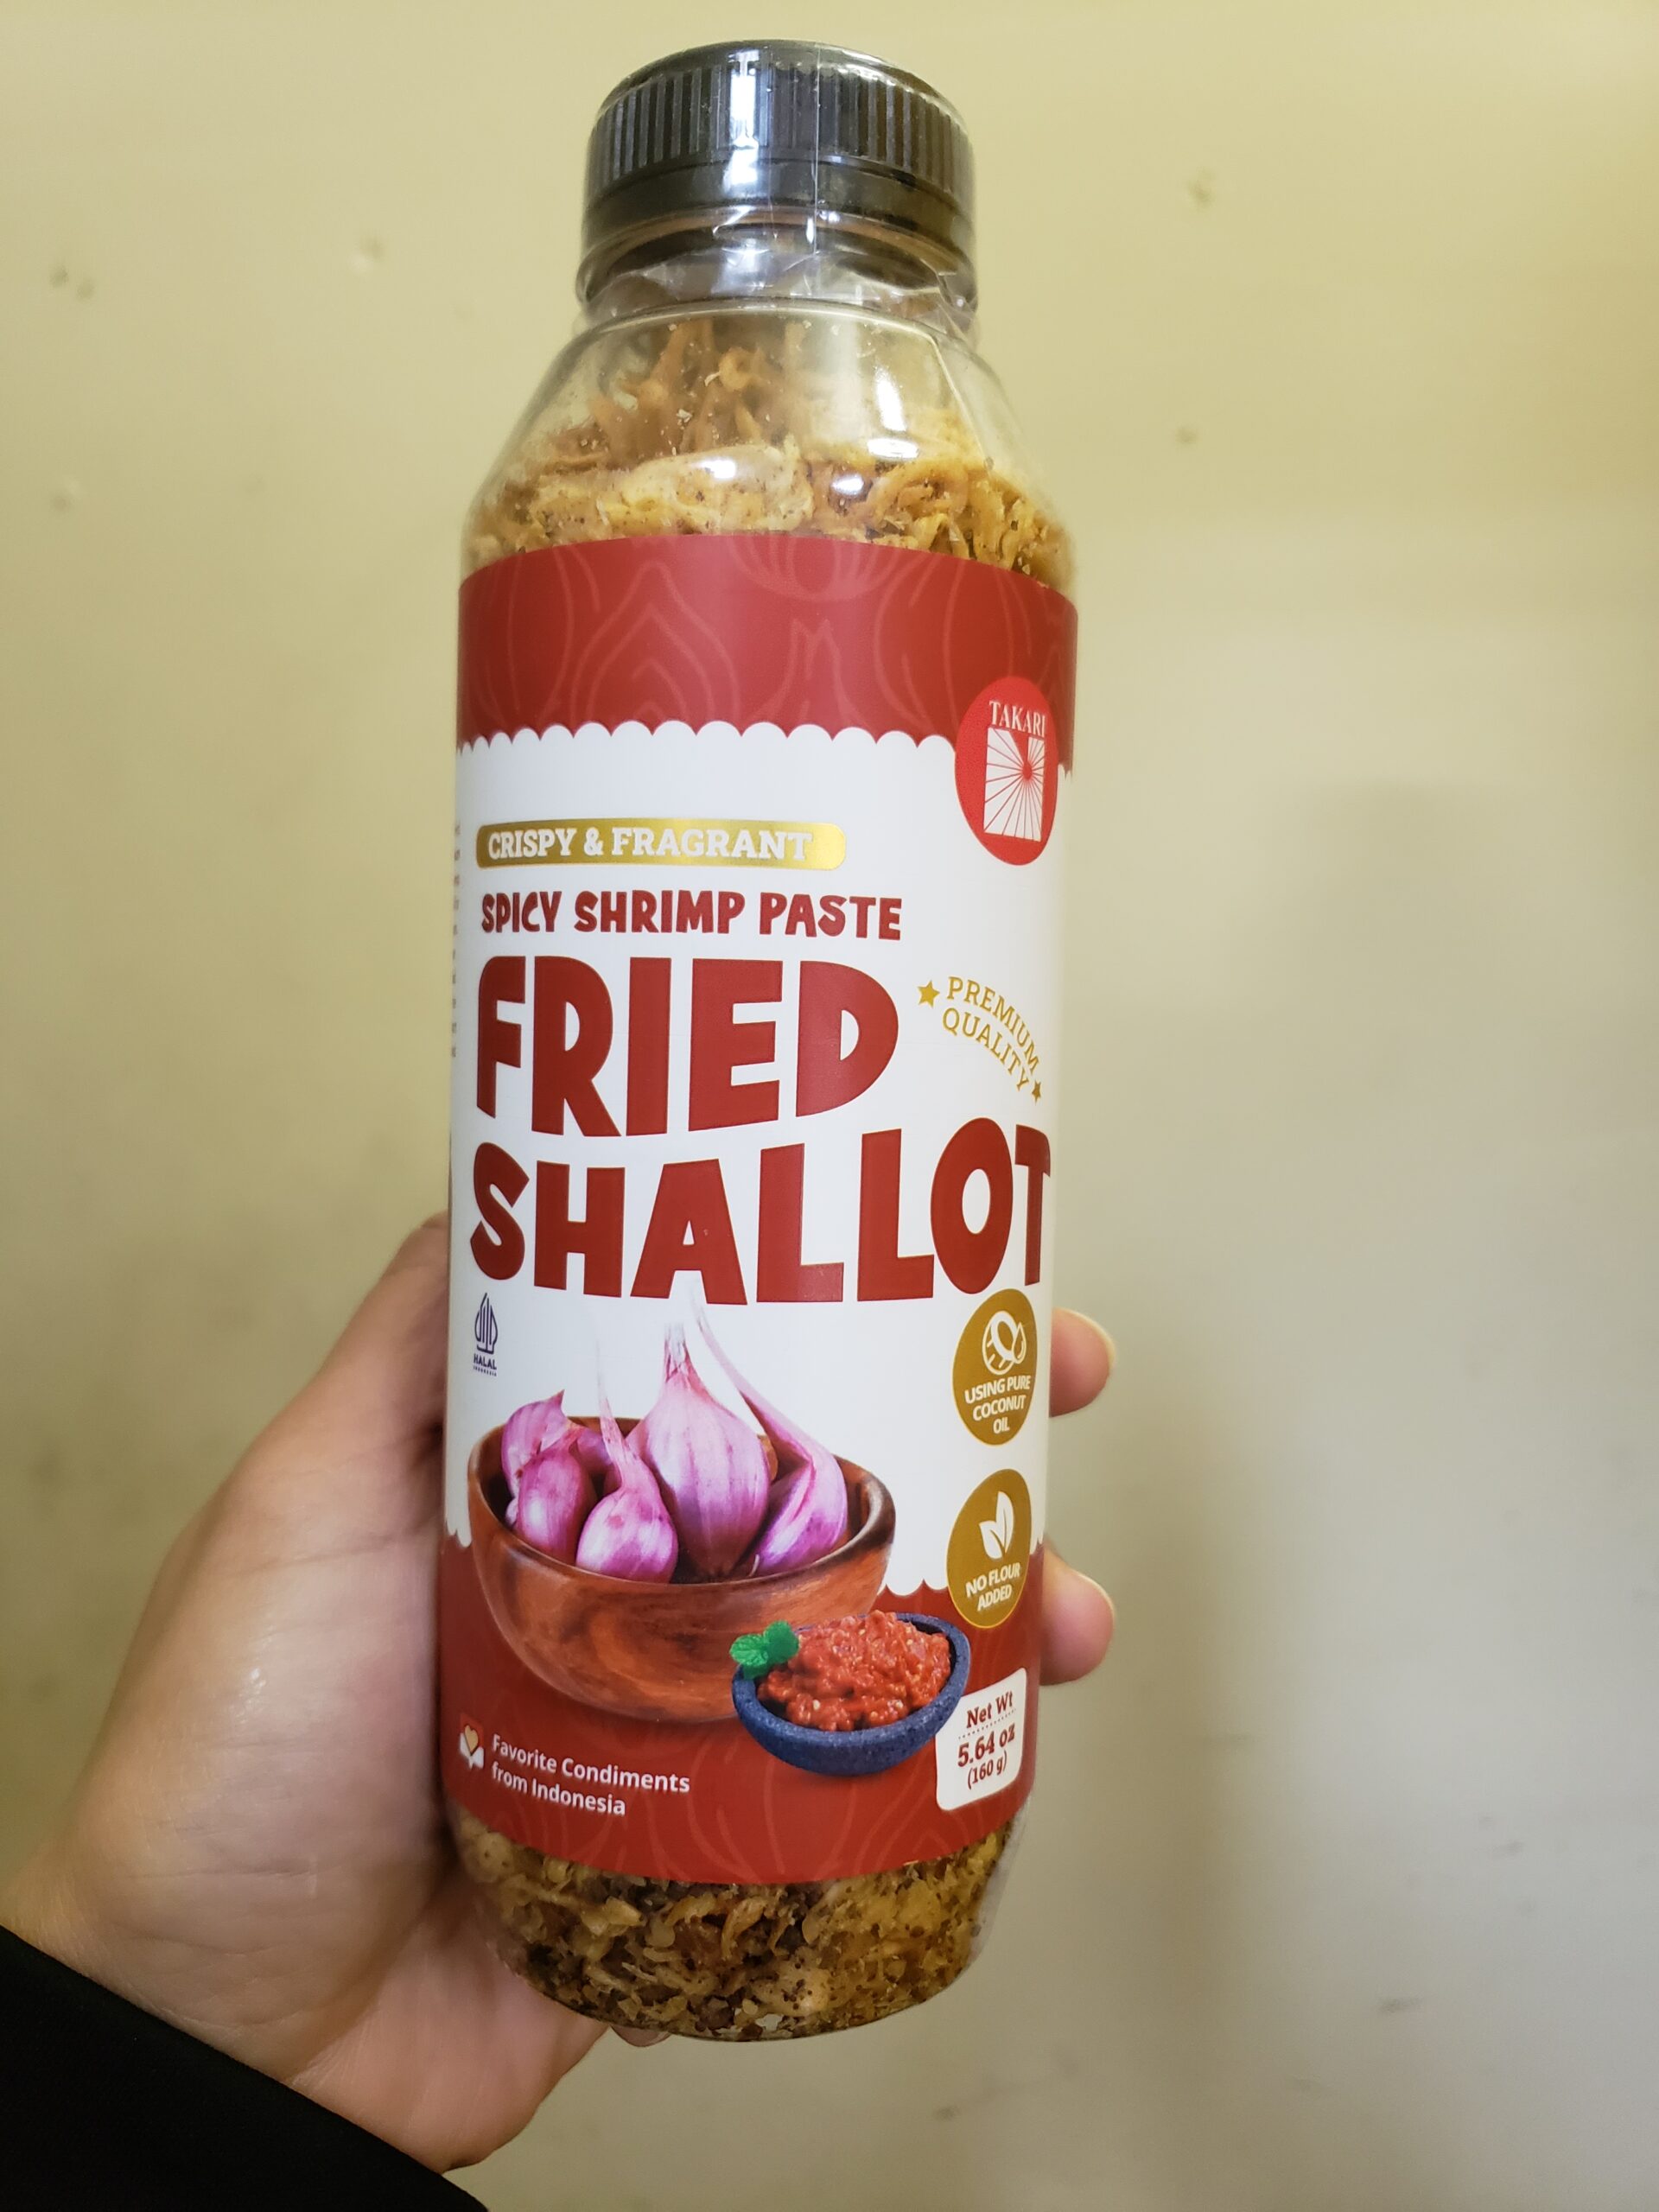 TAKARI
CRISPY & FRAGRANT
SPICY SHRIMP PASTE
FRIED
SHALLOT
PREMIUM
QUALITY
HALAL
INDONESIA
USING PURE
COCONUT
OIL
NO FLOUR
ADDED
Net Wt
5.64 oz
(160 g)
Favorite Condiments
from Indonesia